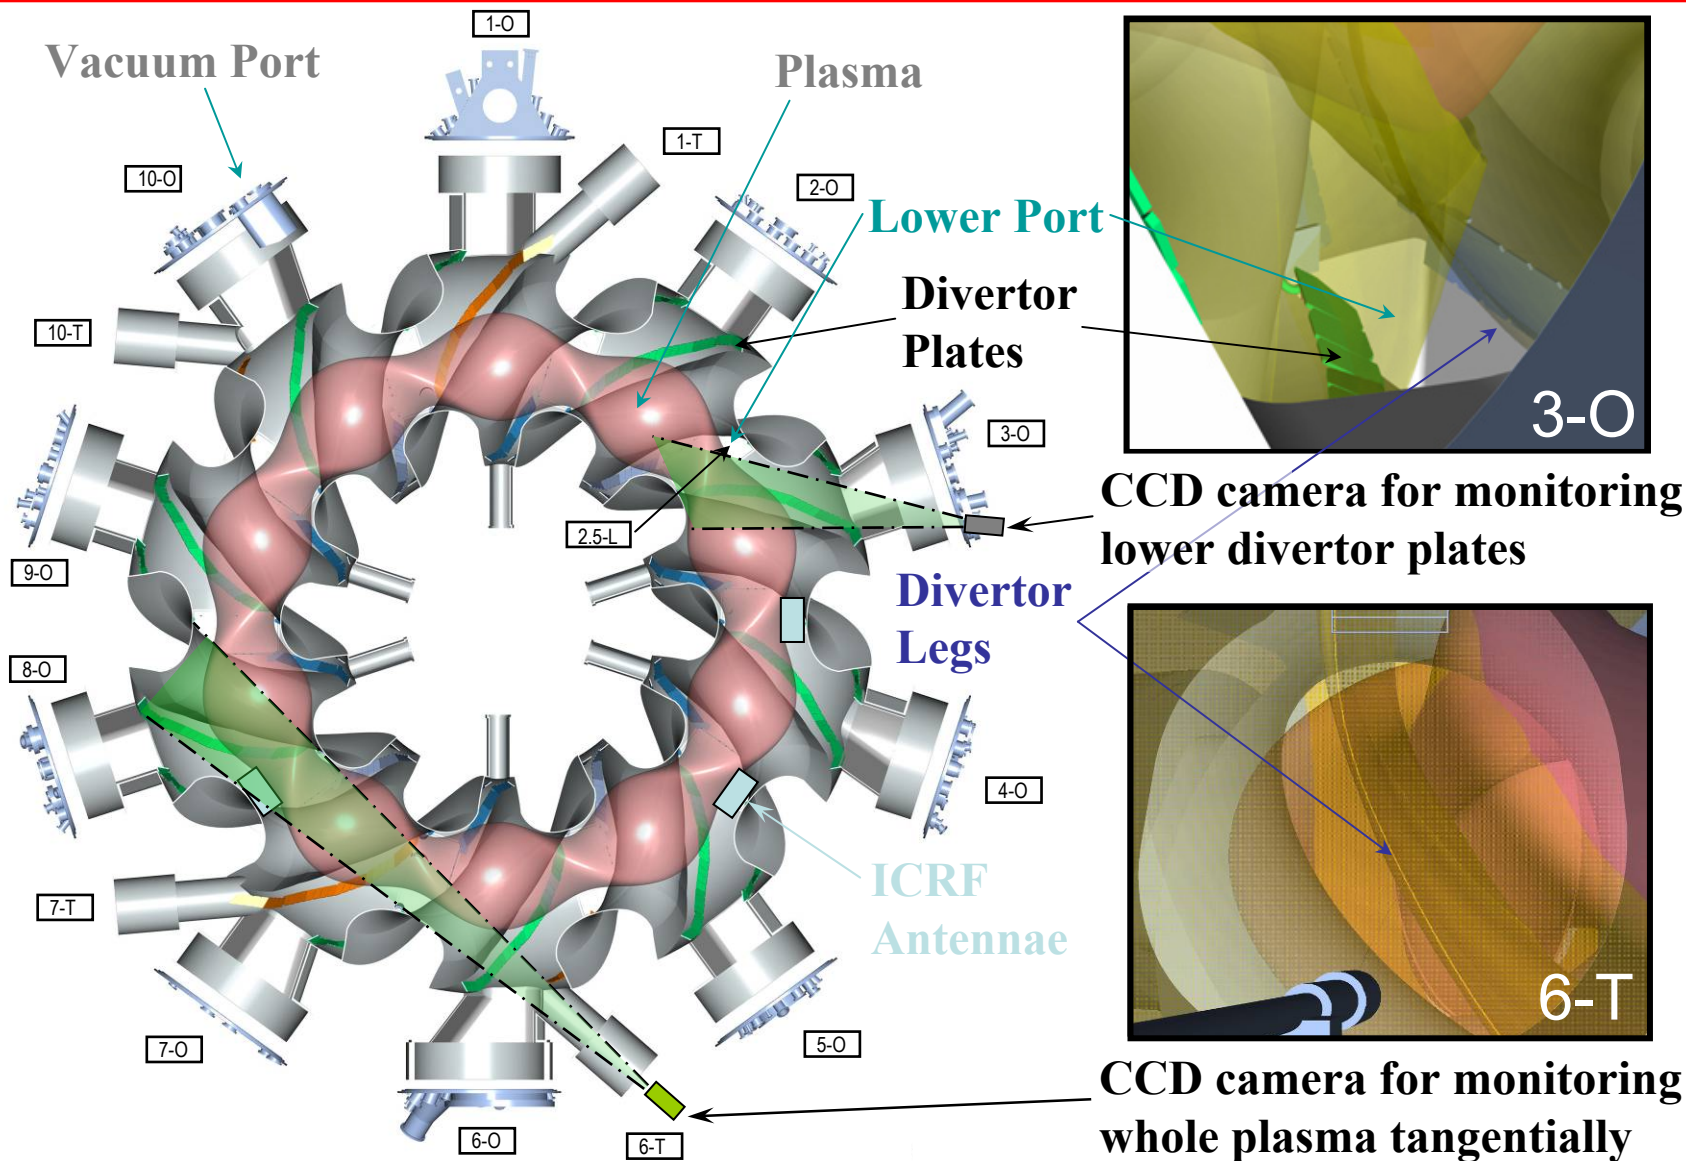 1-O
Vacuum Port
Plasma
1-T
10-O
2-O
Lower Port
Divertor
Plates
10-T
3-O
3-O
CCD camera for monitoring
lower divertor plates
2.5-L
9-O
Divertor
Legs
8-O
4-O
ICRF
Antennae
7-T
6-T
7-O
5-O
CCD camera for monitoring
whole plasma tangentially
6-O
6-T